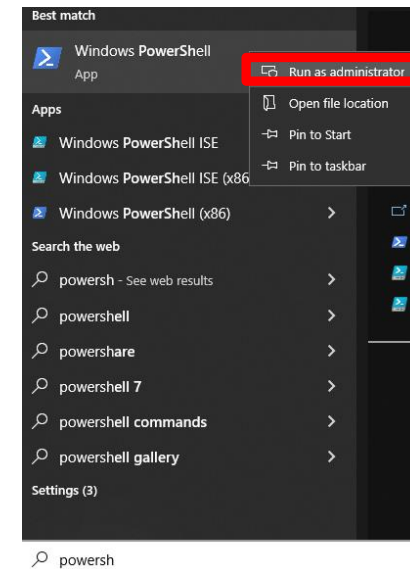 Best match
Windows PowerShell
App
Run as administrator
Open file location
Pin to Start
Pin to taskbar
Apps
Windows PowerShell ISE
Windows PowerShell ISE (x86
Windows PowerShell (x86)
Search the web
powersh - See web results
powershell
powershare
powershell 7
powershell commands
powershell gallery
Settings (3)
powersh